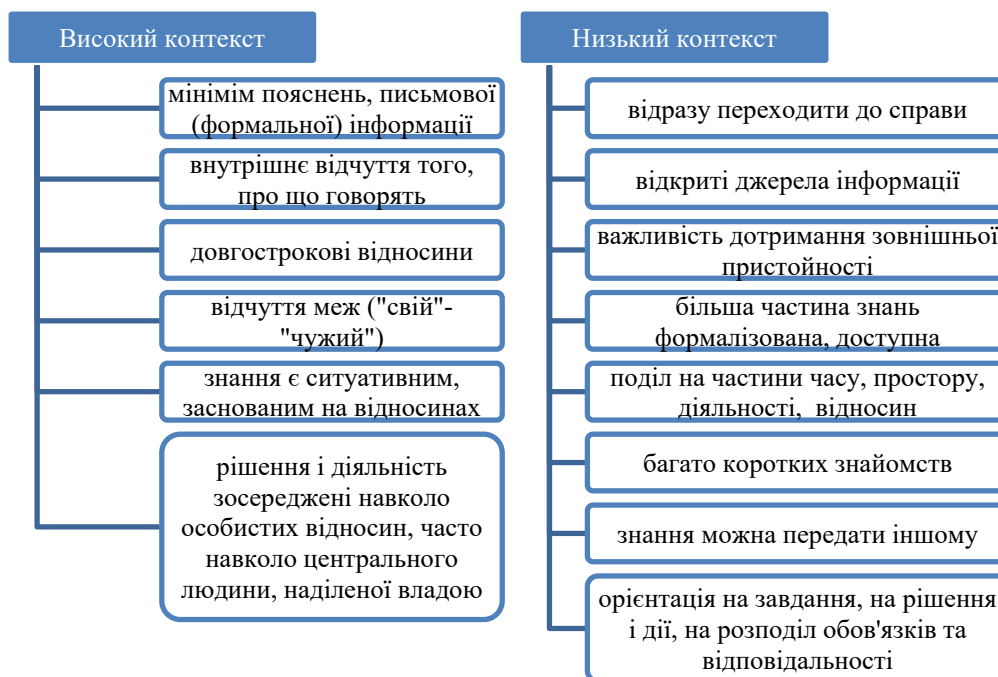 Високий контекст
мінімім пояснень, письмової
(формальної) інформації
внутрішнє відчуття того,
про що говорять
довгострокові відносини
відчуття меж ("свій"-
"чужий")
знання є ситуативним,
заснованим на відносинах
рішення і діяльність
зосереджені навколо
особистих відносин, часто
навколо центрального
людини, наділеної владою
Низький контекст
відразу переходити до справи
відкриті джерела інформації
важливість дотримання зовнішньої
пристойності
більша частина знань
формалізована, доступна
поділ на частини часу, простору,
діяльності, відносин
багато коротких знайомств
знання можна передати іншому
орієнтація на завдання, на рішення
і дії, на розподіл обов'язків та
відповідальності